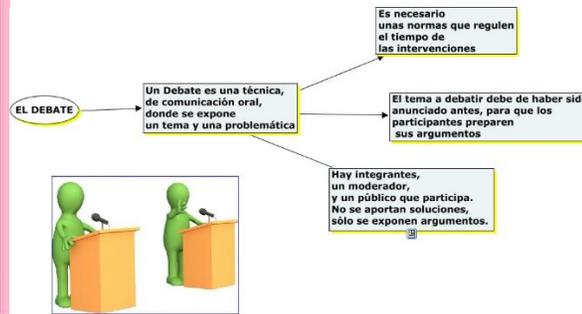 Es necesario
unas normas que regulen
el tiempo de
las intervenciones
EL DEBATE
Un Debate es una técnica,
de comunicación oral,
donde se expone
un tema y una problemática
El tema a debatir debe de haber sid
anunciado antes, para que los
participantes preparen
sus argumentos
Hay integrantes,
un moderador,
y un público que participa.
No se aportan soluciones,
sólo se exponen argumentos.